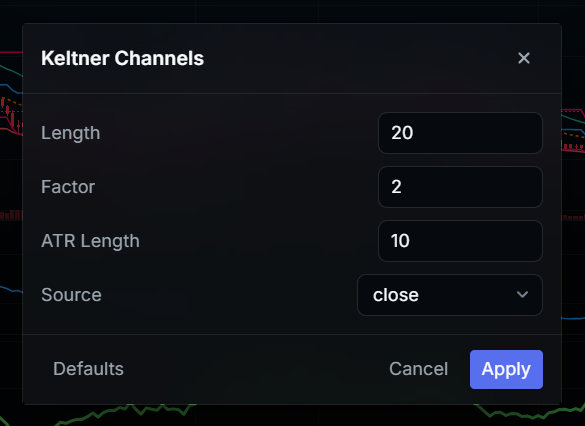 Keltner Channels
Length 20
Factor 2
ATR Length 10
Source close
Defaults Cancel Apply